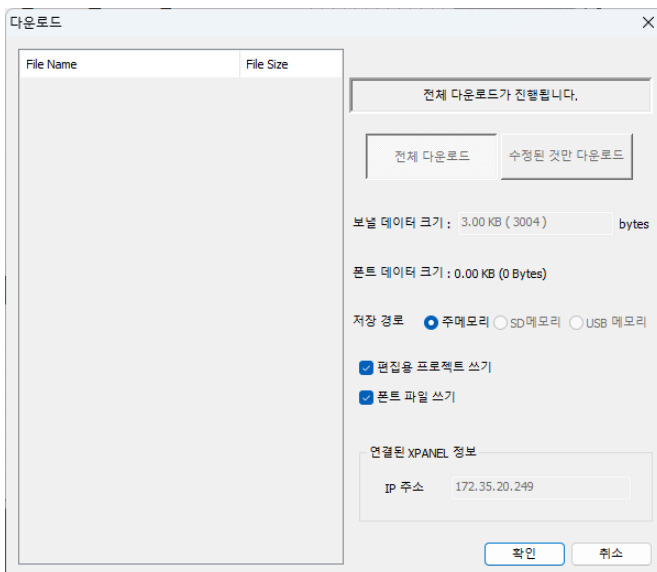 다운로드
File Name File Size
전체 다운로드가 진행됩니다.
전체 다운로드 수정된 것만 다운로드
보낼 데이터 크기 : 3.00 KB ( 3004 ) bytes
폰트 데이터 크기 : 0.00 KB (0 Bytes)
저장 경로 주메모리 SD메모리 USB 메모리
편집용 프로젝트 쓰기
폰트 파일 쓰기
연결된 XPANEL 정보
IP 주소 172.35.20.249
확인 취소